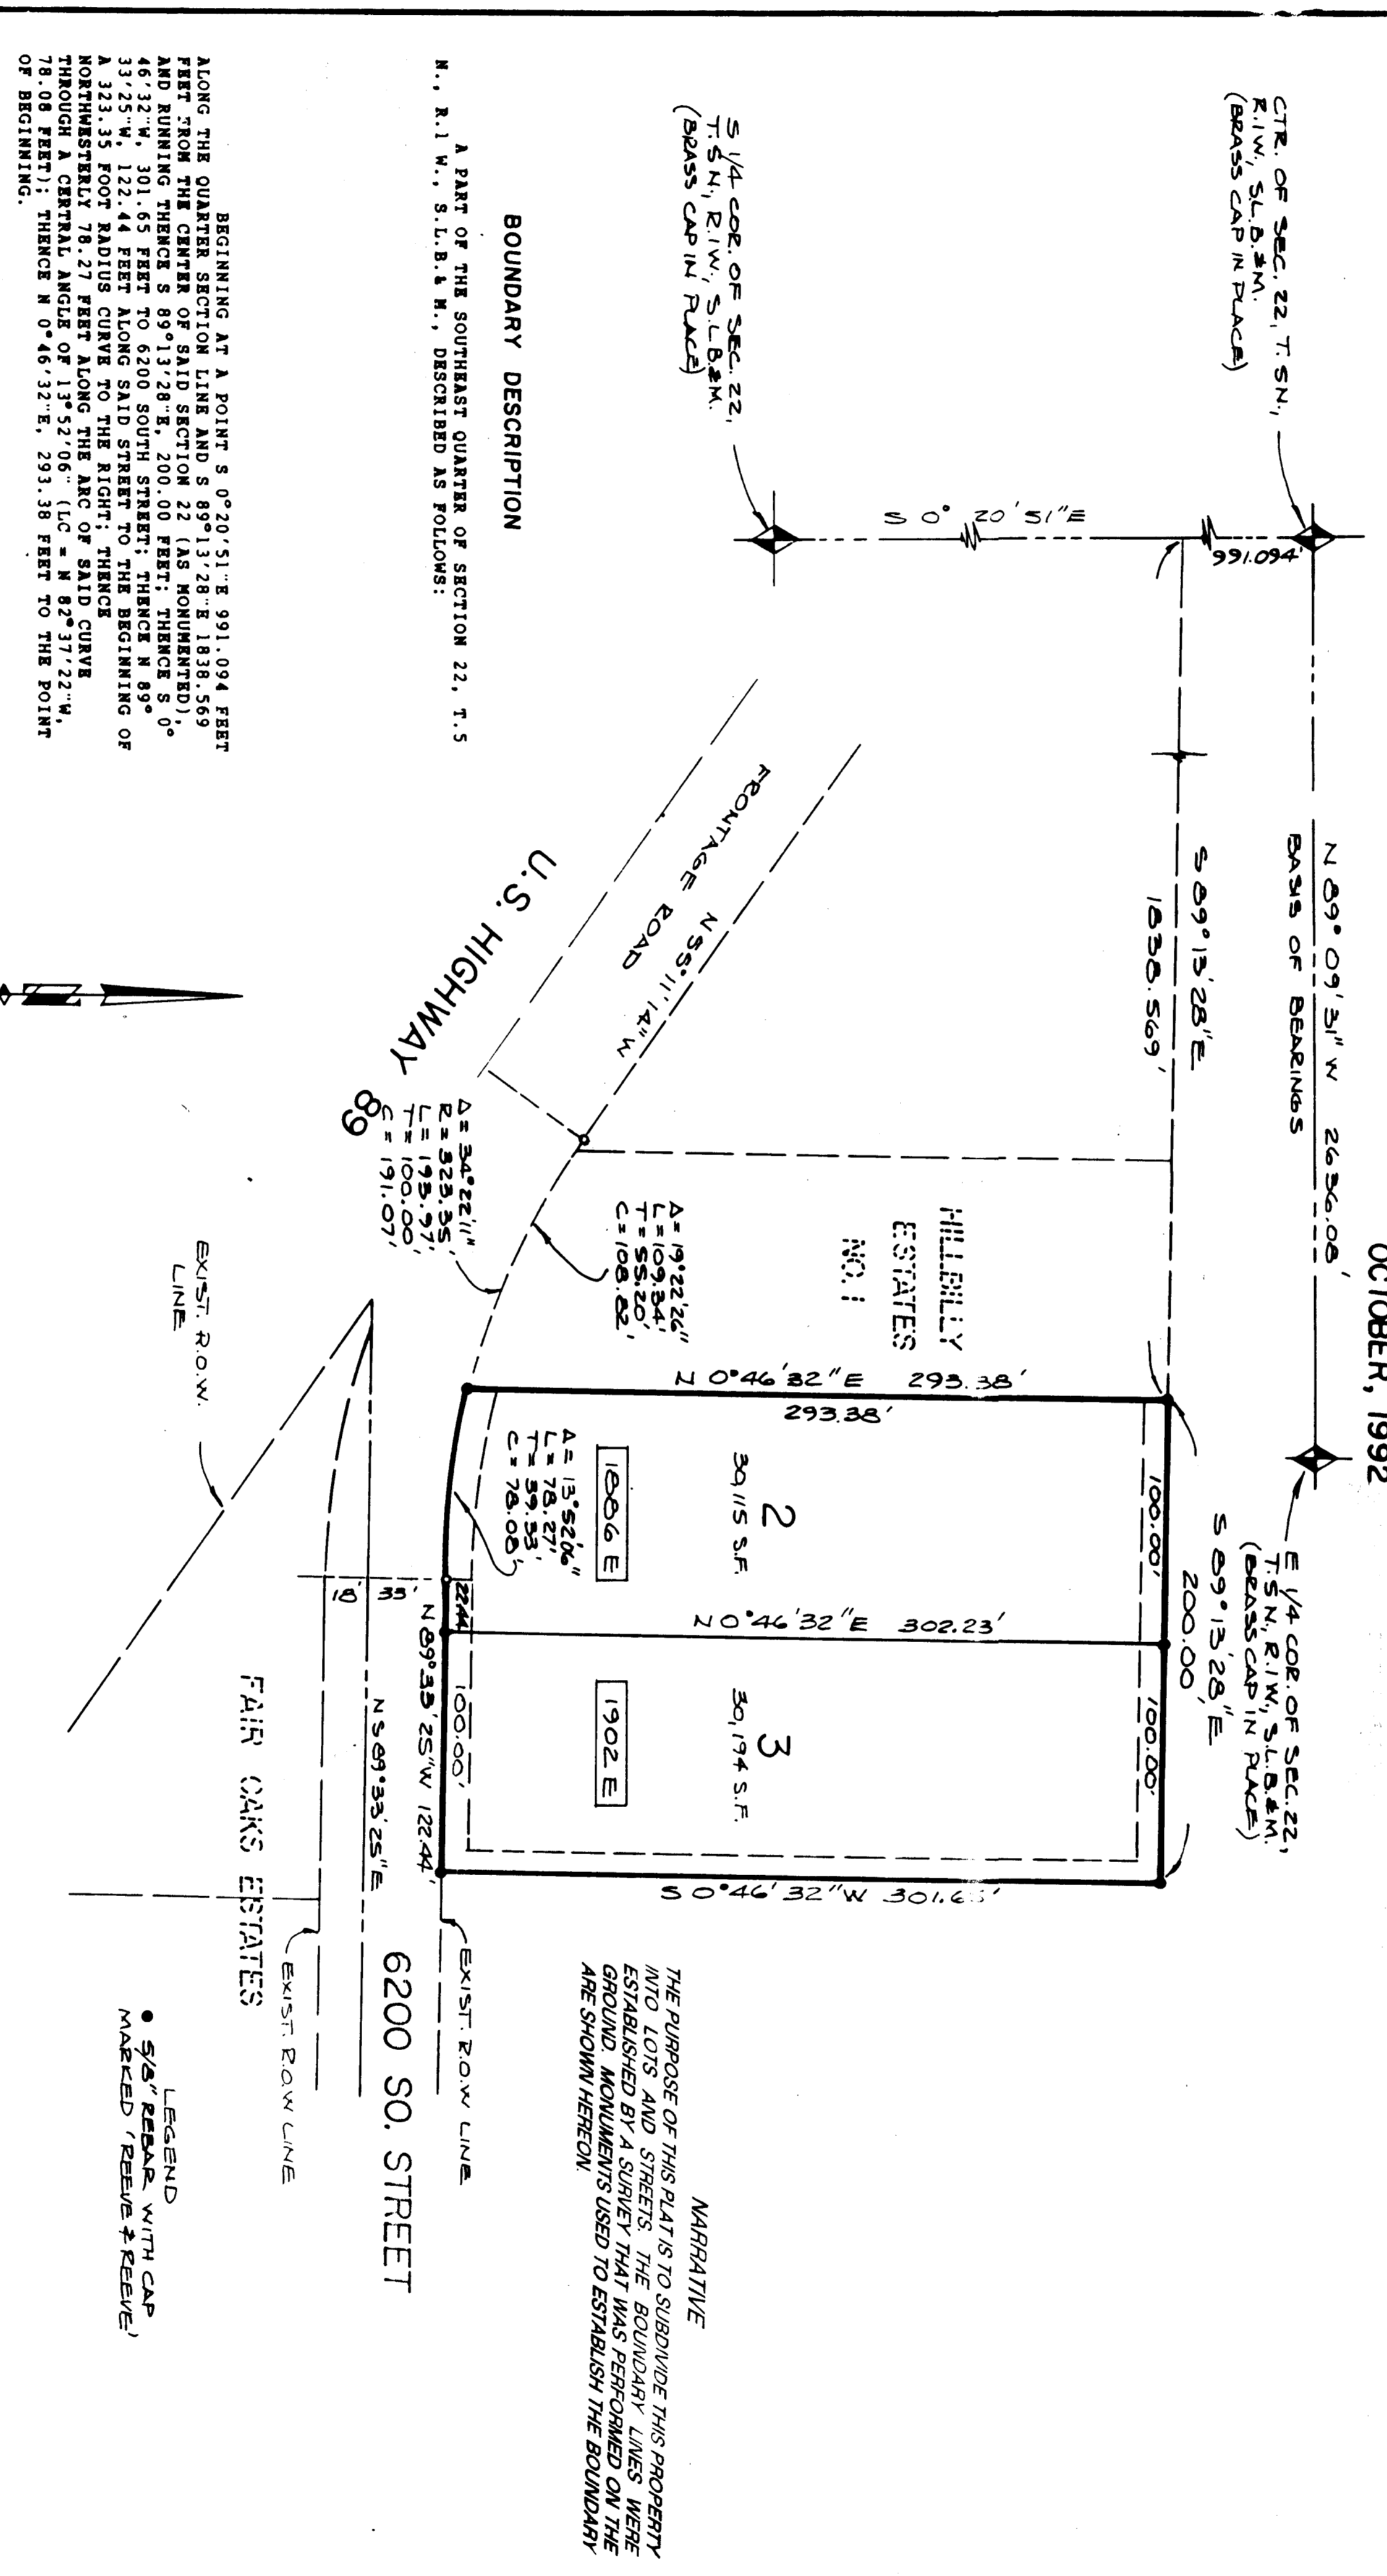 OCTOBER, 1992
N 89° 09' 31" W 2636.08'
BASIS OF BEARINGS
CTR. OF SEC. 22, T. 5N.,
R.1W., S.L.B.&M.
(BRASS CAP IN PLACE)
991.094'
S 0° 20' 51" E
S 1/4 COR. OF SEC. 22,
T. 5 N., R.1W., S.L.B.&M.
(BRASS CAP IN PLACE)
E 1/4 COR. OF SEC. 22,
T. 5N., R.1W., S.L.B.&M.
(BRASS CAP IN PLACE)
S 89° 13' 28" E
1838.569'
S 89° 13' 28" E
200.00'
100.00'
100.00'
HILLBILLY
ESTATES
NO. 1
N 0° 46' 32" E 293.38'
293.38'
2
30,115 S.F.
1886 E
N 0° 46' 32" E 302.23'
3
30,194 S.F.
1902 E
S 0° 46' 32" W 301.65'
Δ = 19° 22' 26"
L = 109.34'
T = 55.20'
C = 108.82'
Δ = 13° 52' 06"
L = 78.27'
T = 39.33'
C = 78.08'
Δ = 34° 22' 11"
R = 323.35'
L = 193.97'
T = 100.00'
C = 191.07'
FRONTAGE ROAD
N 55° 11' 14" W
U.S. HIGHWAY 89
22.44
100.00'
N 89° 33' 25" W 122.44'
18' 33'
N S 89° 33' 25" E
6200 SO. STREET
EXIST. R.O.W LINE
EXIST. R.O.W LINE
EXIST. R.O.W.
LINE
FAIR OAKS ESTATES
BOUNDARY DESCRIPTION
A PART OF THE SOUTHEAST QUARTER OF SECTION 22, T.5
N., R.1 W., S.L.B.& M., DESCRIBED AS FOLLOWS:
BEGINNING AT A POINT S 0°20'51"E 991.094 FEET
ALONG THE QUARTER SECTION LINE AND S 89°13'28"E 1838.569
FEET FROM THE CENTER OF SAID SECTION 22 (AS MONUMENTED),
AND RUNNING THENCE S 89°13'28"E, 200.00 FEET; THENCE S 0°
46'32"W, 301.65 FEET TO 6200 SOUTH STREET; THENCE N 89°
33'25"W, 122.44 FEET ALONG SAID STREET TO THE BEGINNING OF
A 323.35 FOOT RADIUS CURVE TO THE RIGHT; THENCE
NORTHWESTERLY 78.27 FEET ALONG THE ARC OF SAID CURVE
THROUGH A CERTRAL ANGLE OF 13°52'06" (LC = N 82°37'22"W,
78.08 FEET); THENCE N 0°46'32"E, 293.38 FEET TO THE POINT
OF BEGINNING.
NARRATIVE
THE PURPOSE OF THIS PLAT IS TO SUBDIVIDE THIS PROPERTY
INTO LOTS AND STREETS. THE BOUNDARY LINES WERE
ESTABLISHED BY A SURVEY THAT WAS PERFORMED ON THE
GROUND. MONUMENTS USED TO ESTABLISH THE BOUNDARY
ARE SHOWN HEREON.
LEGEND
● 5/8" REBAR WITH CAP
MARKED 'REEVE & REEVE'